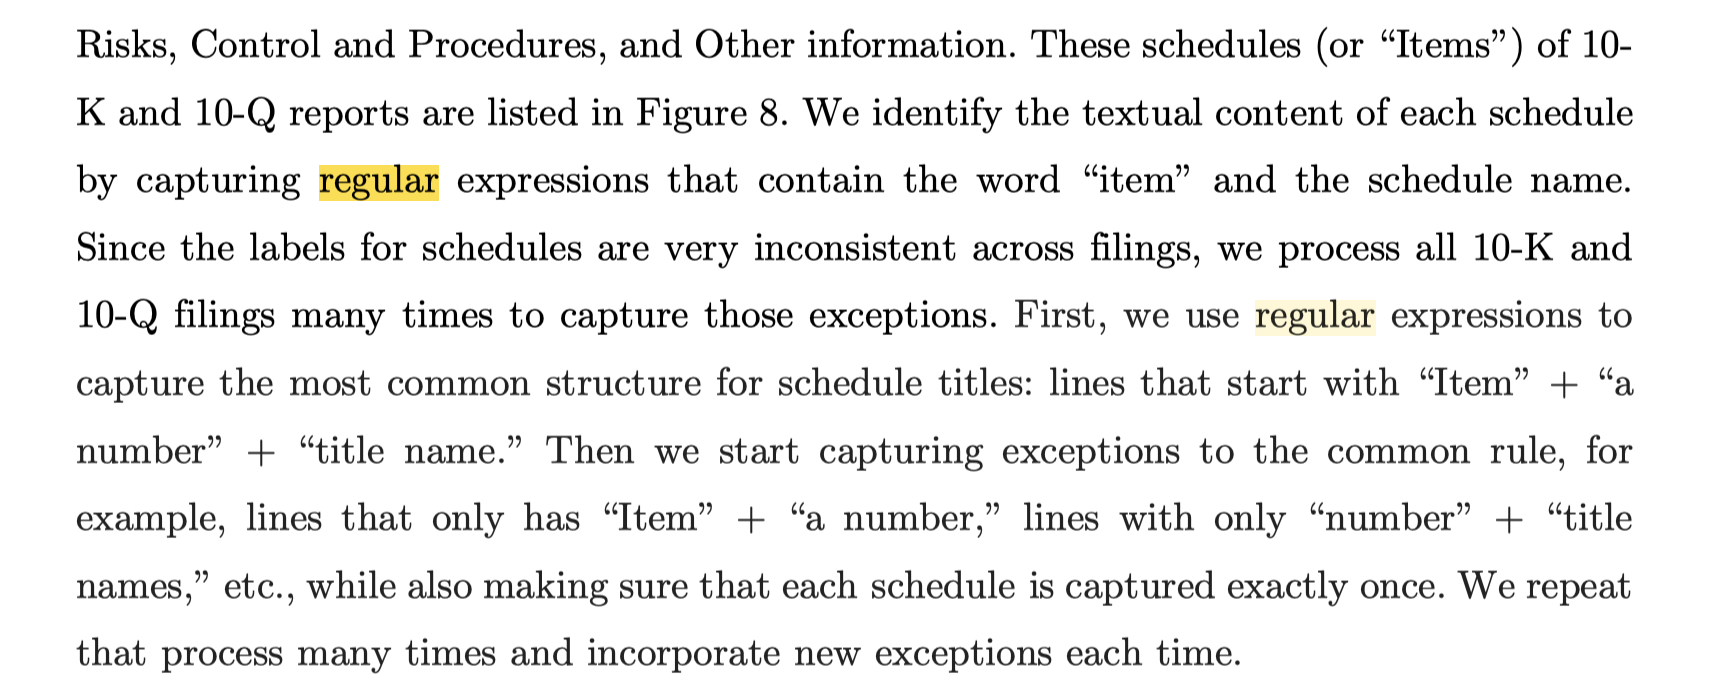 Risks, Control and Procedures, and Other information. These schedules (or “Items”) of 10-
K and 10-Q reports are listed in Figure 8. We identify the textual content of each schedule
by capturing regular expressions that contain the word “item” and the schedule name.
Since the labels for schedules are very inconsistent across filings, we process all 10-K and
10-Q filings many times to capture those exceptions. First, we use regular expressions to
capture the most common structure for schedule titles: lines that start with “Item” + “a
number” + “title name.” Then we start capturing exceptions to the common rule, for
example, lines that only has “Item” + “a number,” lines with only “number” + “title
names,” etc., while also making sure that each schedule is captured exactly once. We repeat
that process many times and incorporate new exceptions each time.